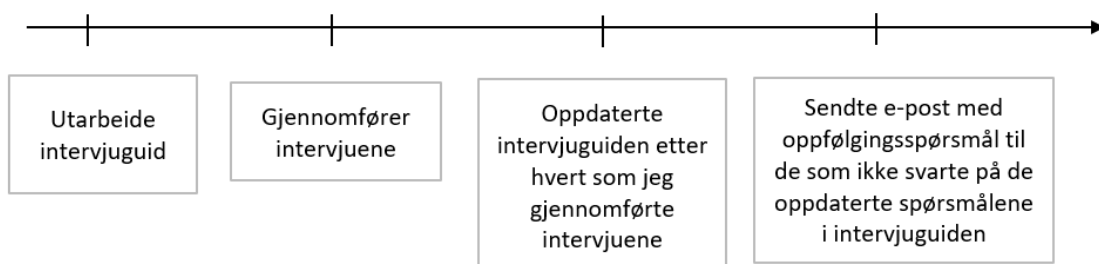 Utarbeide
intervjuguid
Gjennomfører
intervjuene
Oppdaterte
intervjuguiden etter
hvert som jeg
gjennomførte
intervjuene
Sendte e-post med
oppfølgingsspørsmål til
de som ikke svarte på de
oppdaterte spørsmålene
i intervjuguiden